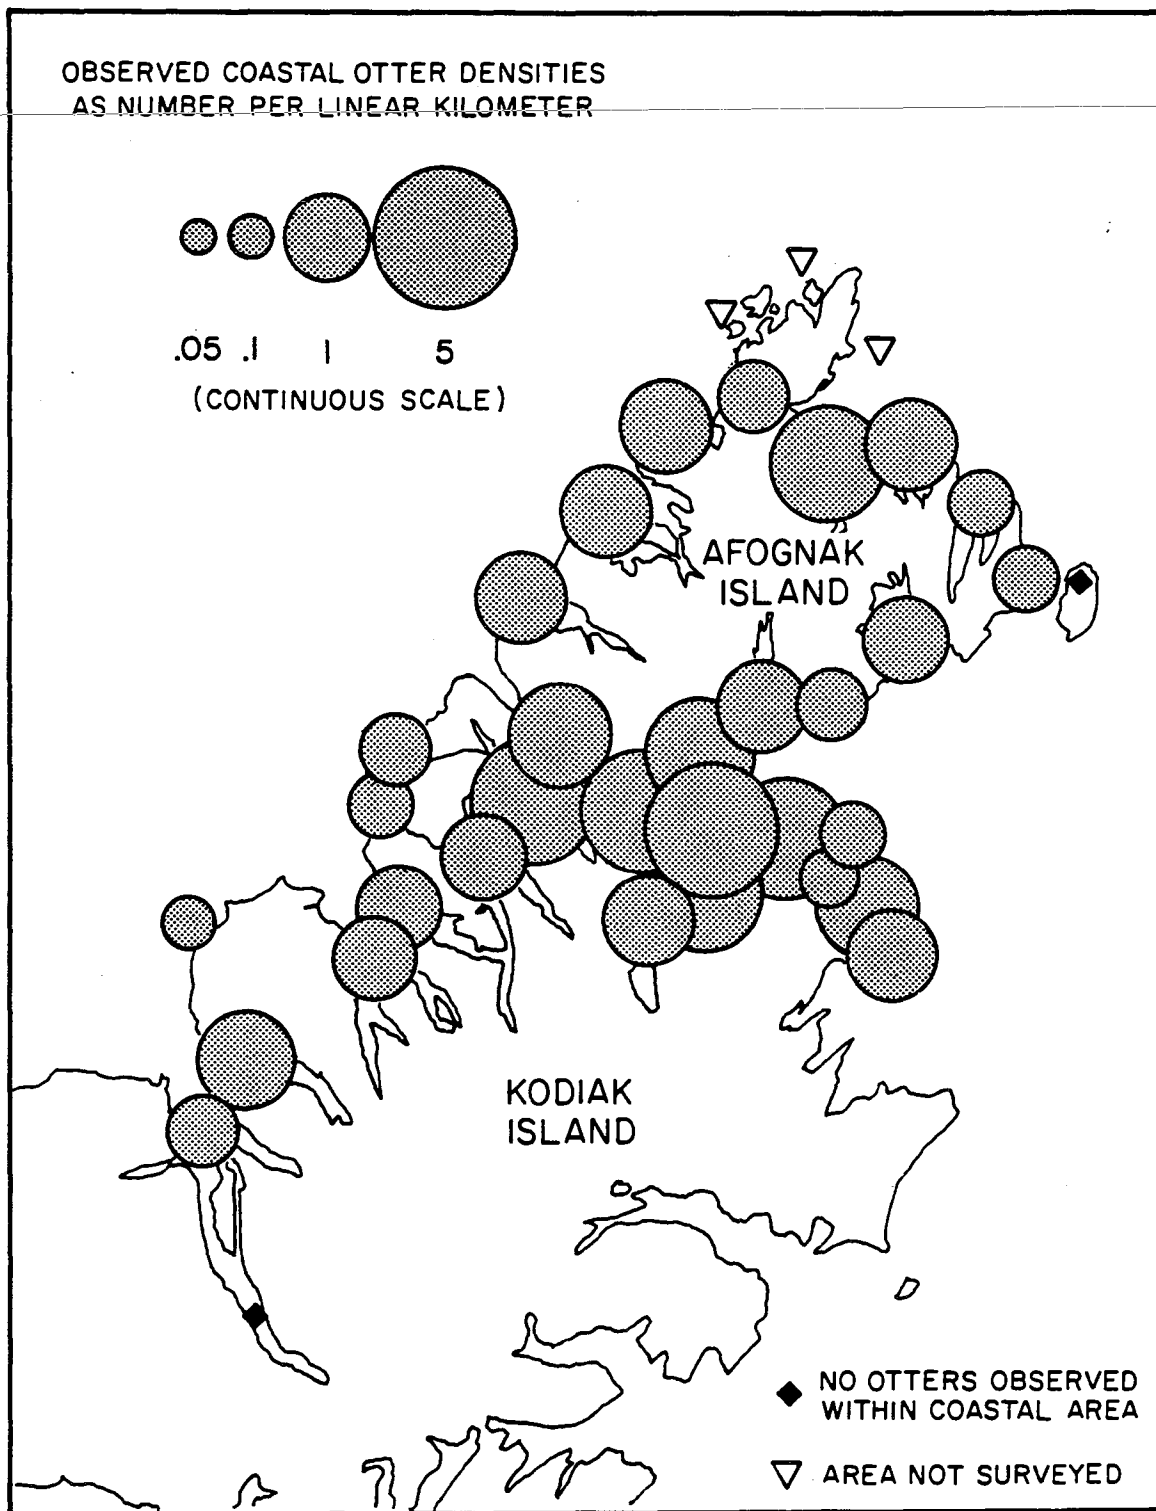 OBSERVED COASTAL OTTER DENSITIES
AS NUMBER PER LINEAR KILOMETER
.05 .1 1 5
(CONTINUOUS SCALE)
AFOGNAK
ISLAND
KODIAK
ISLAND
NO OTTERS OBSERVED
WITHIN COASTAL AREA
AREA NOT SURVEYED